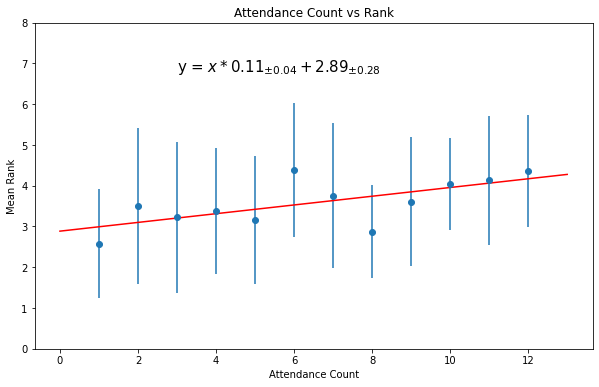 Attendance Count vs Rank
y = x * 0.11±0.04 + 2.89±0.28
8
7
6
5
4
3
2
1
0
Mean Rank
0 2 4 6 8 10 12
Attendance Count